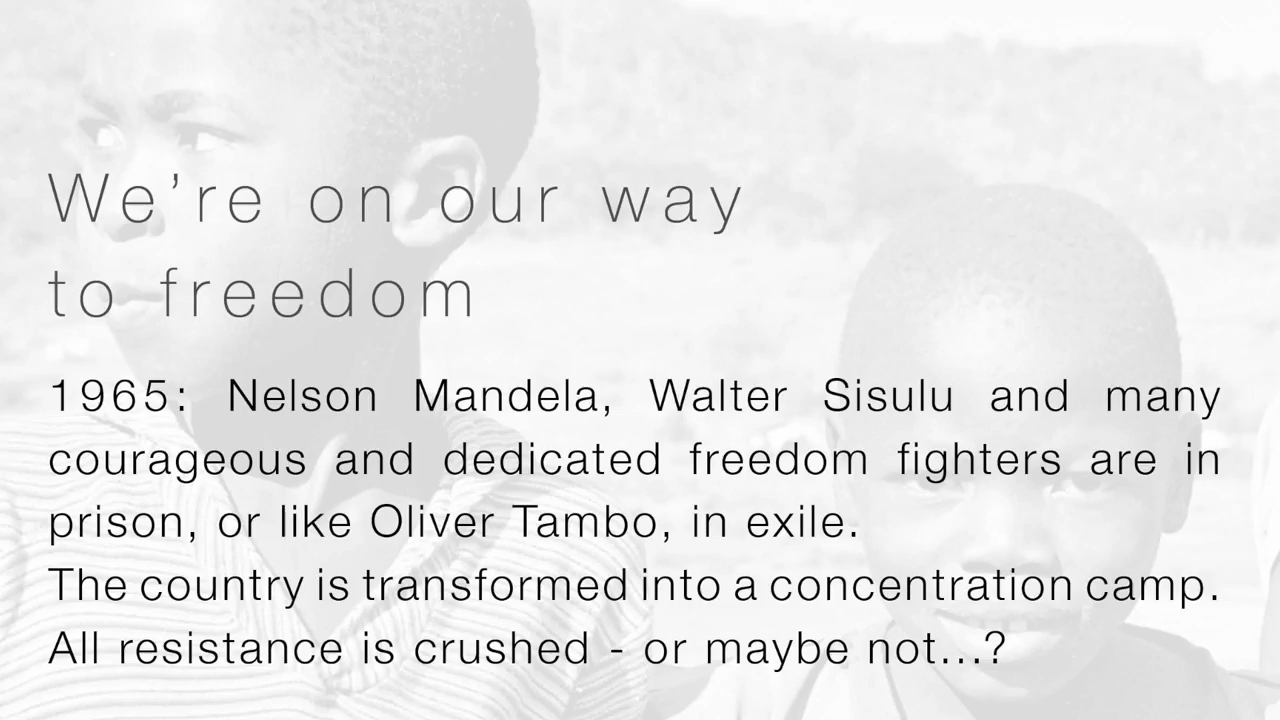 We’re on our way
to freedom
1965: Nelson Mandela, Walter Sisulu and many
courageous and dedicated freedom fighters are in
prison, or like Oliver Tambo, in exile.
The country is transformed into a concentration camp.
All resistance is crushed - or maybe not...?